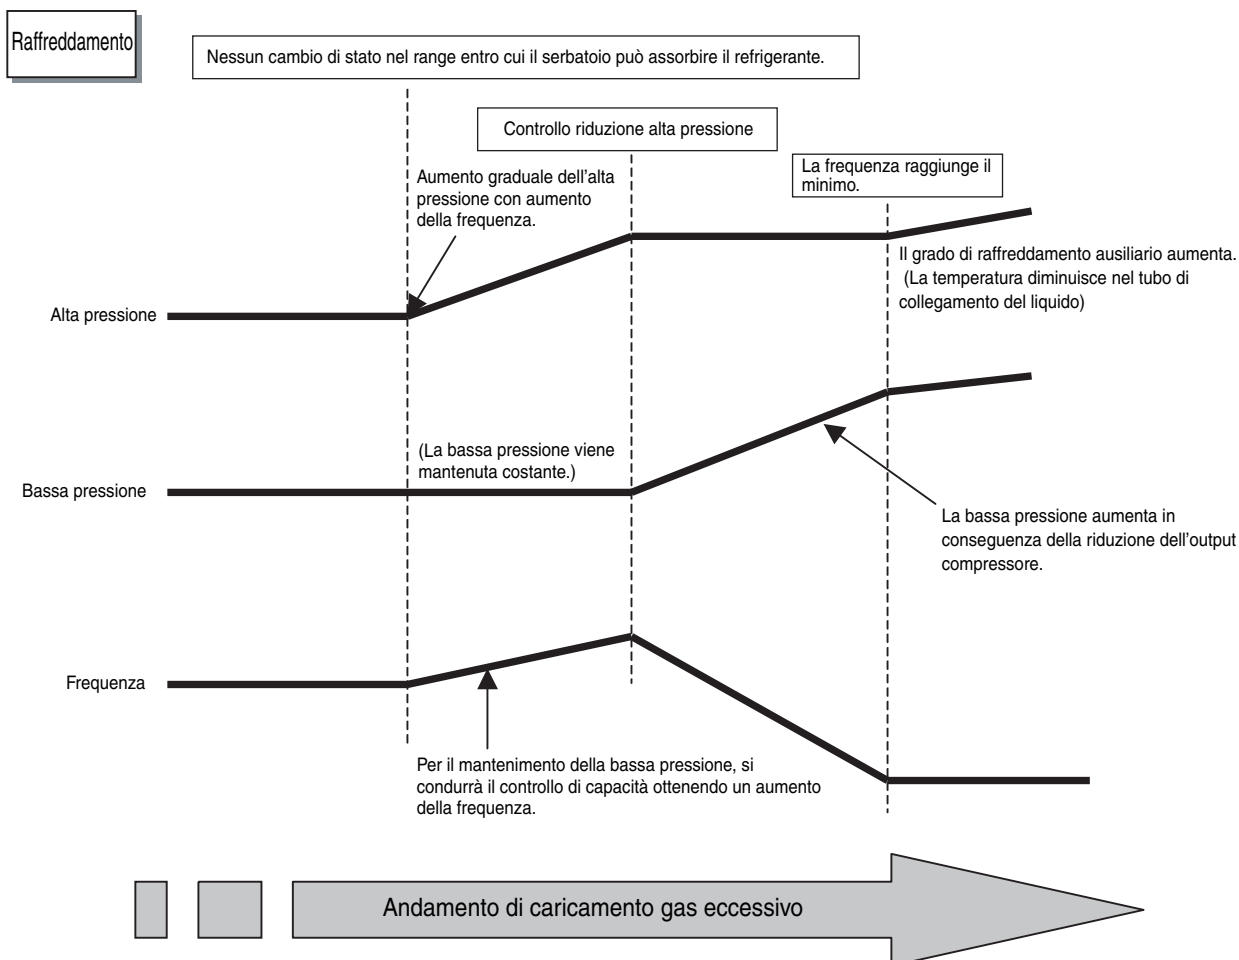 Raffreddamento
Nessun cambio di stato nel range entro cui il serbatoio può assorbire il refrigerante.
Controllo riduzione alta pressione
La frequenza raggiunge il
minimo.
Aumento graduale dell'alta
pressione con aumento
della frequenza.
Il grado di raffreddamento ausiliario aumenta.
(La temperatura diminuisce nel tubo di
collegamento del liquido)
Alta pressione
(La bassa pressione viene
mantenuta costante.)
Bassa pressione
La bassa pressione aumenta in
conseguenza della riduzione dell'output
compressore.
Frequenza
Per il mantenimento della bassa pressione, si
condurrà il controllo di capacità ottenendo un aumento
della frequenza.
Andamento di caricamento gas eccessivo